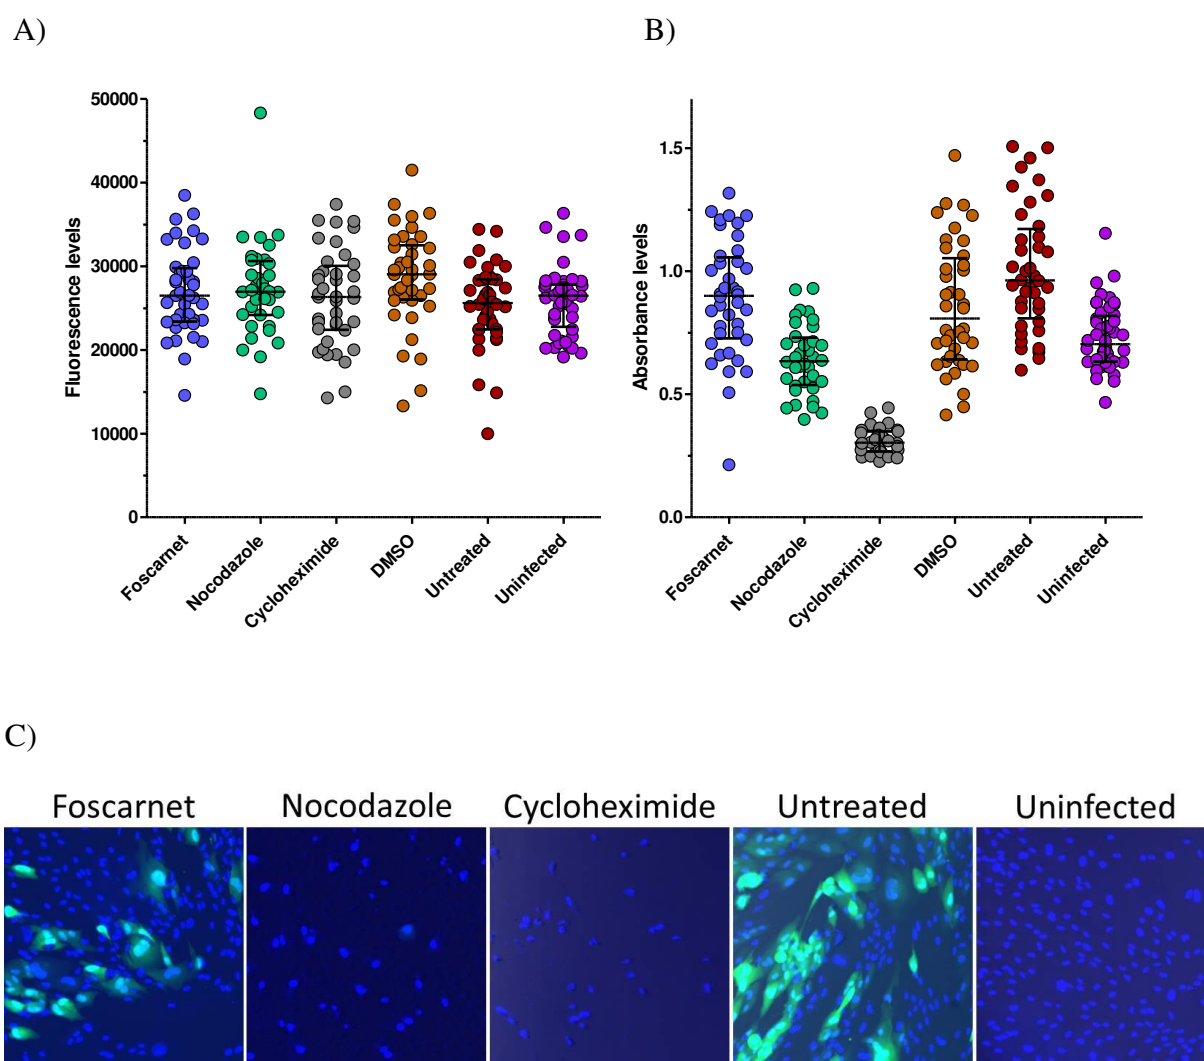 A)
B)
Fluorescence levels
50000
40000
30000
20000
10000
0
Foscarnet
Nocodazole
Cycloheximide
DMSO
Untreated
Uninfected
Absorbance levels
1.5
1.0
0.5
0.0
Foscarnet
Nocodazole
Cycloheximide
DMSO
Untreated
Uninfected
C)
Foscarnet Nocodazole Cycloheximide Untreated Uninfected